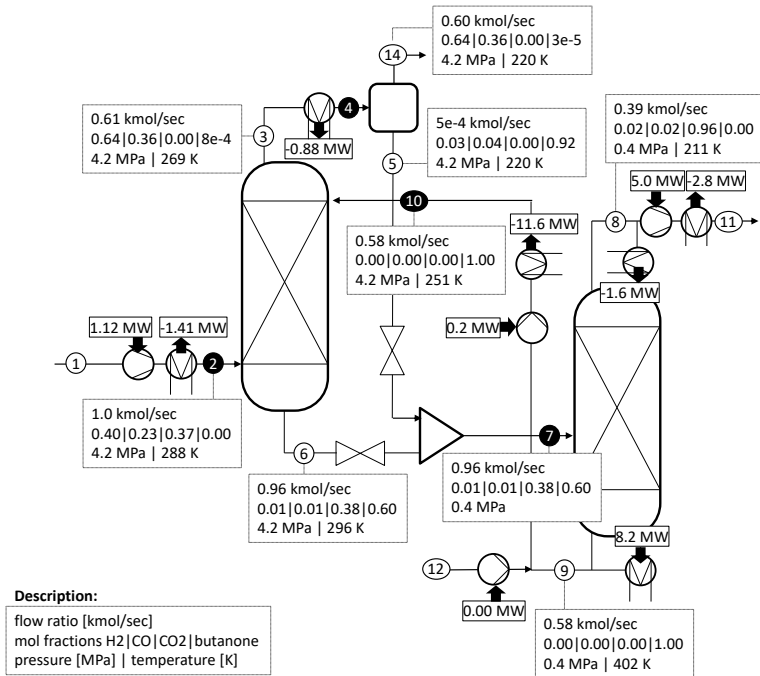 0.60 kmol/sec
0.64|0.36|0.00|3e-5
4.2 MPa | 220 K
14
4
0.61 kmol/sec
0.64|0.36|0.00|8e-4
4.2 MPa | 269 K
3
-0.88 MW
5e-4 kmol/sec
0.03|0.04|0.00|0.92
4.2 MPa | 220 K
5
0.39 kmol/sec
0.02|0.02|0.96|0.00
0.4 MPa | 211 K
5.0 MW
-2.8 MW
8
11
10
0.58 kmol/sec
0.00|0.00|0.00|1.00
4.2 MPa | 251 K
-11.6 MW
-1.6 MW
0.2 MW
1.12 MW
-1.41 MW
1
2
1.0 kmol/sec
0.40|0.23|0.37|0.00
4.2 MPa | 288 K
6
7
0.96 kmol/sec
0.01|0.01|0.38|0.60
4.2 MPa | 296 K
0.96 kmol/sec
0.01|0.01|0.38|0.60
0.4 MPa
8.2 MW
12
9
0.00 MW
0.58 kmol/sec
0.00|0.00|0.00|1.00
0.4 MPa | 402 K
Description:
flow ratio [kmol/sec]
mol fractions H2|CO|CO2|butanone
pressure [MPa] | temperature [K]